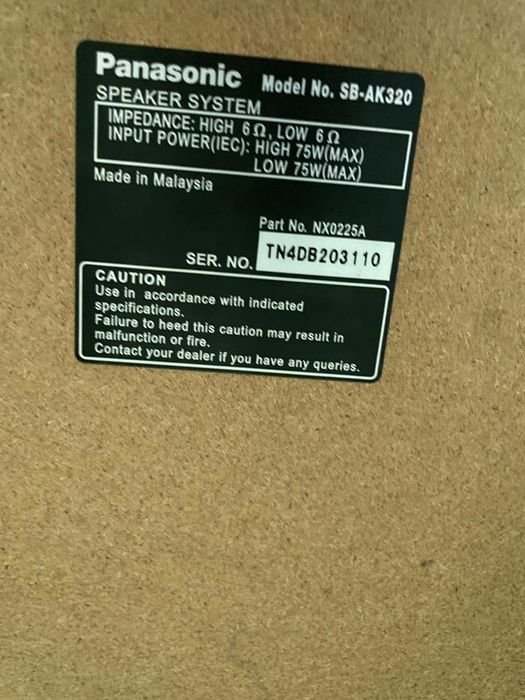 Panasonic Model No. SB-AK320
SPEAKER SYSTEM
IMPEDANCE: HIGH 6Ω, LOW 6Ω
INPUT POWER(IEC): HIGH 75W(MAX)
LOW 75W(MAX)
Made in Malaysia
Part No. NX0225A
SER. NO. TN4DB203110
CAUTION
Use in accordance with indicated
specifications.
Failure to heed this caution may result in
malfunction or fire.
Contact your dealer if you have any queries.